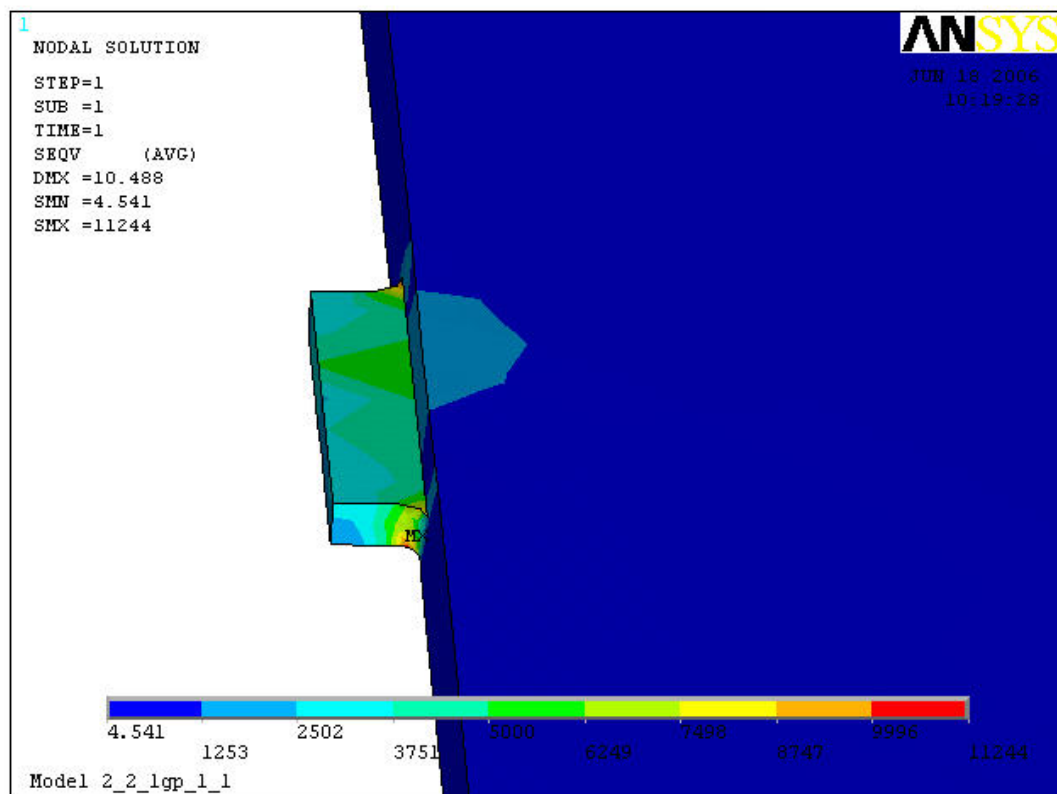 1
NODAL SOLUTION
STEP=1
SUB =1
TIME=1
SEQV (AVG)
DMX =10.488
SMN =4.541
SMX =11244
ANSYS
JUN 18 2006
10:19:28
MX
4.541 2502 5000 7498 9996
1253 3751 6249 8747 11244
Model 2_2_lgp_l_l